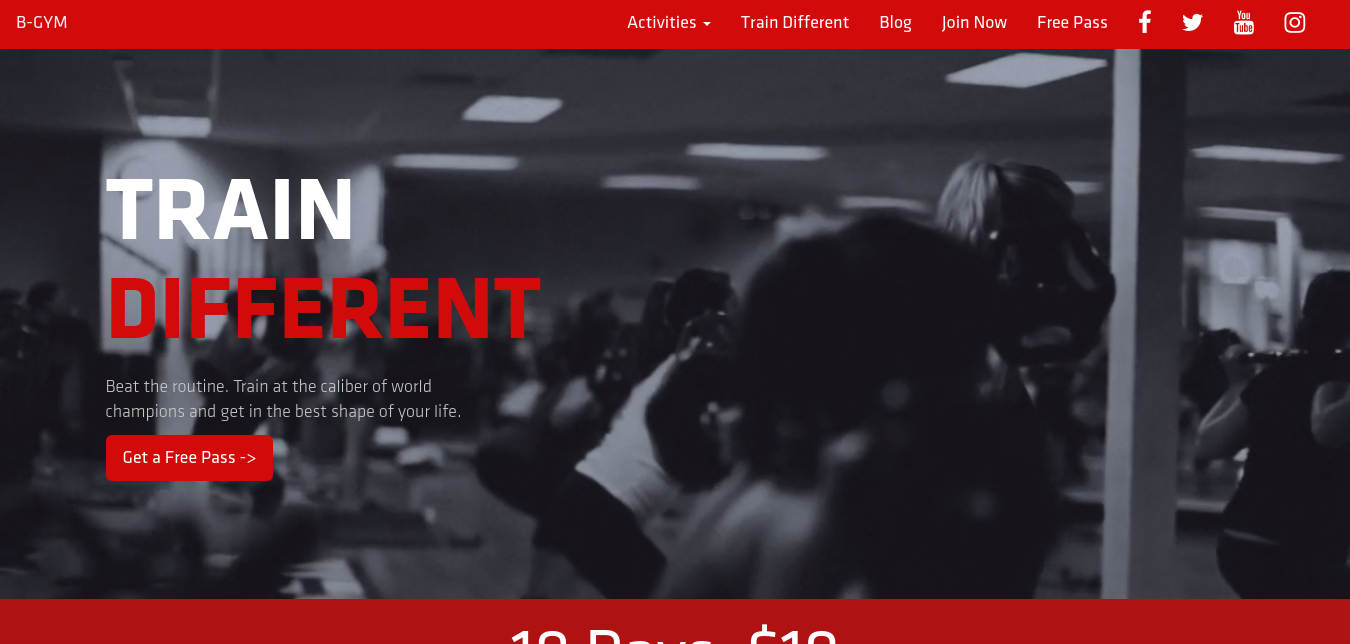 B-GYM
Activities Train Different Blog Join Now Free Pass You Tube
TRAIN
DIFFERENT
Beat the routine. Train at the caliber of world
champions and get in the best shape of your life.
Get a Free Pass ->